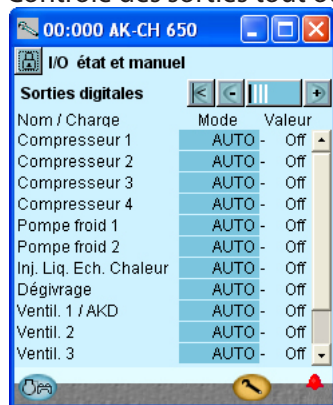 Contrôle des sorties tout ou
00:000 AK-CH 650
I/O état et manuel
Sorties digitales
Nom / Charge Mode Valeur
Compresseur 1 AUTO - Off
Compresseur 2 AUTO - Off
Compresseur 3 AUTO - Off
Compresseur 4 AUTO - Off
Pompe froid 1 AUTO - Off
Pompe froid 2 AUTO - Off
Inj. Liq. Ech. Chaleur AUTO - Off
Dégivrage AUTO - Off
Ventil. 1 / AKD AUTO - Off
Ventil. 2 AUTO - Off
Ventil. 3 AUTO - Off